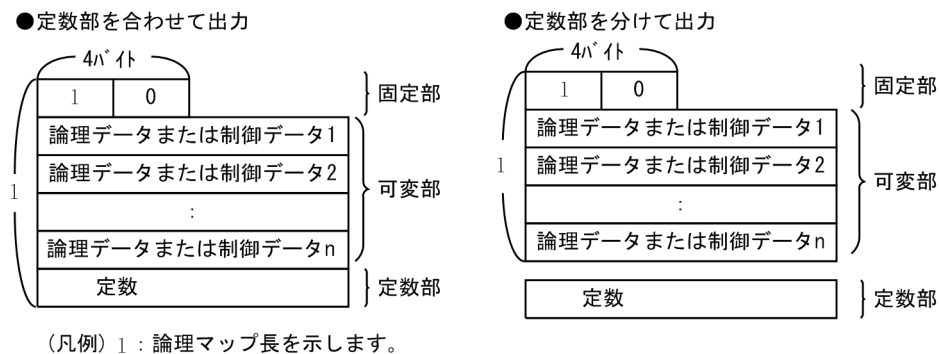 ●定数部を合わせて出力
4バイト
1 0
固定部
論理データまたは制御データ1
論理データまたは制御データ2
:
論理データまたは制御データn
可変部
1
定数
定数部
●定数部を分けて出力
4バイト
1 0
固定部
論理データまたは制御データ1
論理データまたは制御データ2
:
論理データまたは制御データn
可変部
1
定数
定数部
(凡例) 1:論理マップ長を示します。